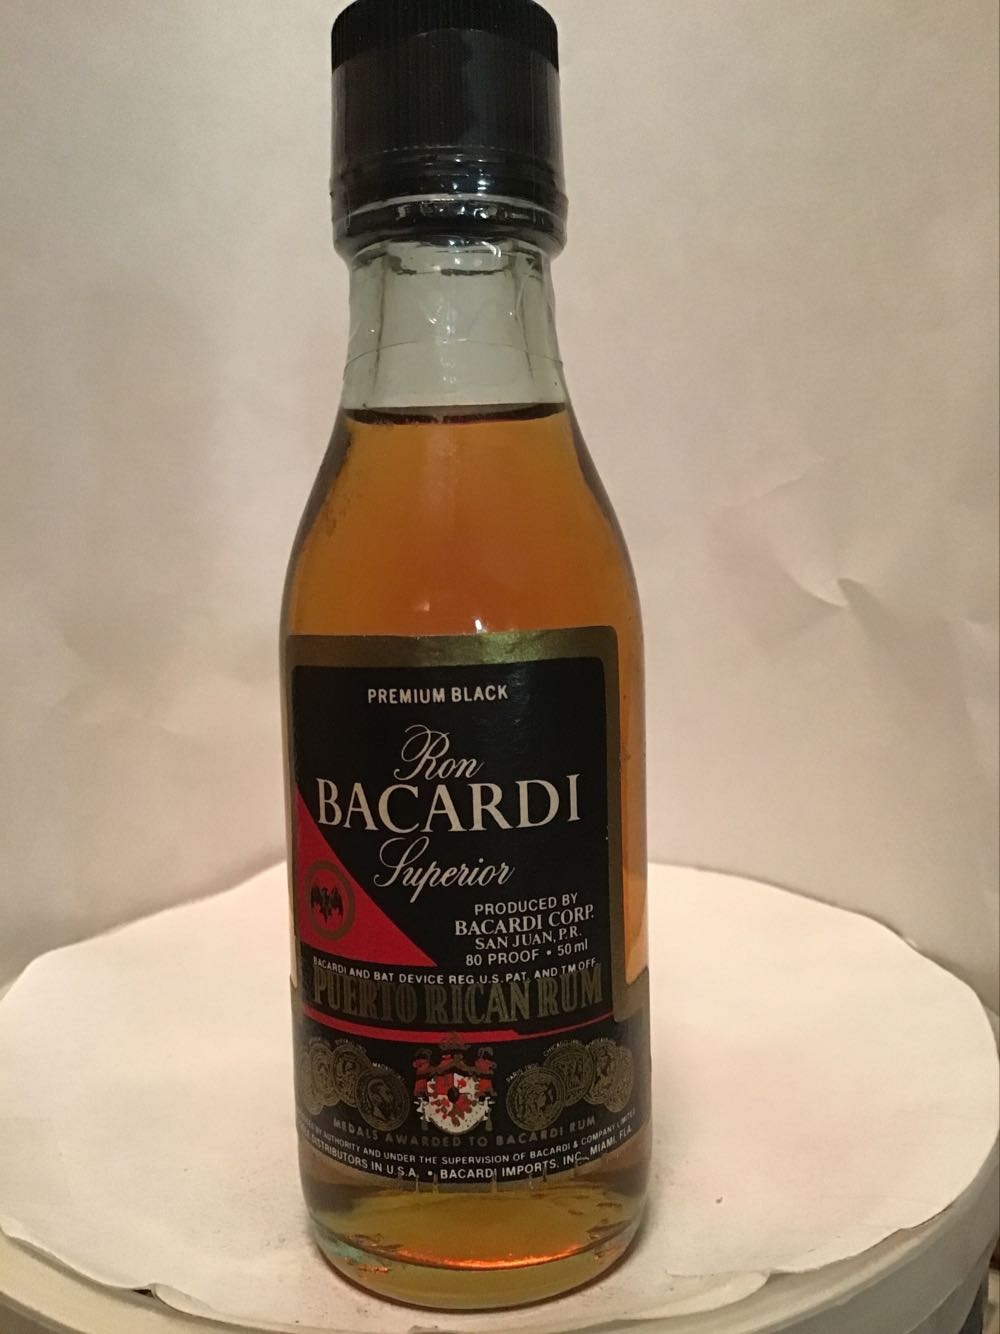 PREMIUM BLACK
Ron
BACARDI
Superior
PRODUCED BY
BACARDI CORP.
SAN JUAN, P.R.
80 PROOF • 50 ml
BACARDI AND BAT DEVICE REG. U.S. PAT. AND TM OFF.
PUERTO RICAN RUM
MEDALS AWARDED TO BACARDI RUM
BY AUTHORITY AND UNDER THE SUPERVISION OF BACARDI & COMPANY LIMITED
DISTRIBUTORS IN U.S.A. • BACARDI IMPORTS, INC., MIAMI, FLA.